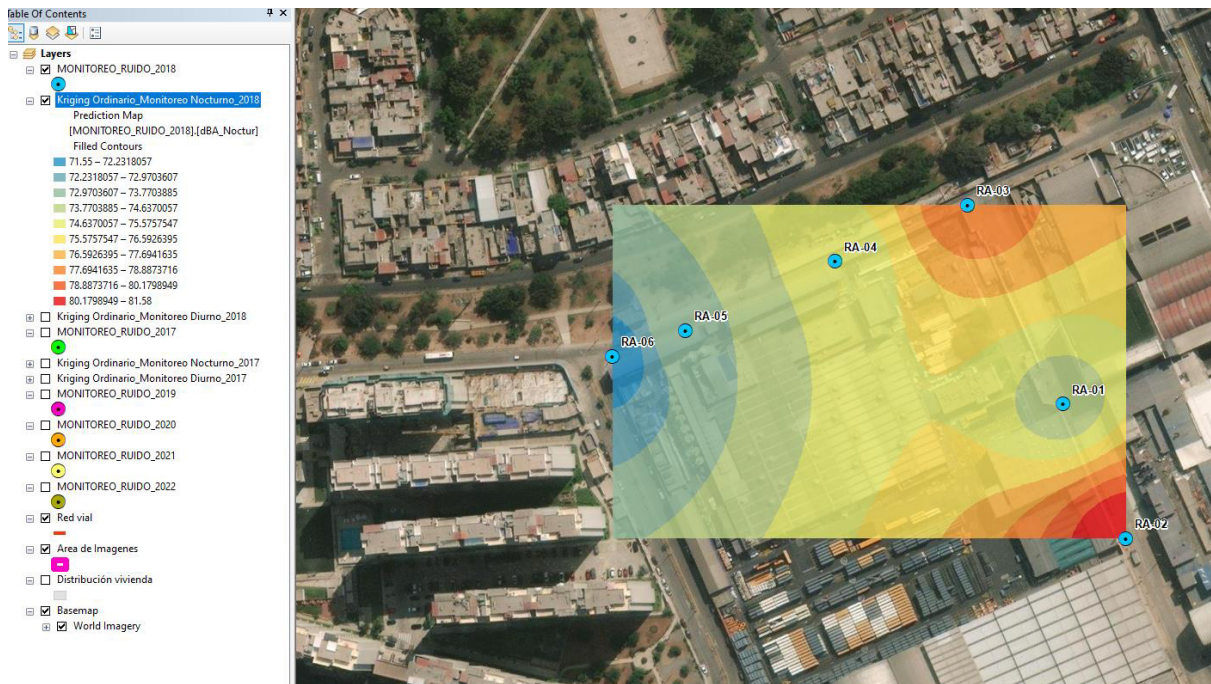 Table Of Contents
Layers
MONITOREO_RUIDO_2018
Kriging Ordinario_Monitoreo Nocturno_2018
Prediction Map
[MONITOREO_RUIDO_2018].[dBA_Noctur]
Filled Contours
71.55 – 72.2318057
72.2318057 – 72.9703607
72.9703607 – 73.7703885
73.7703885 – 74.6370057
74.6370057 – 75.5757547
75.5757547 – 76.5926395
76.5926395 – 77.6941635
77.6941635 – 78.8873716
78.8873716 – 80.1798949
80.1798949 – 81.58
Kriging Ordinario_Monitoreo Diurno_2018
MONITOREO_RUIDO_2017
Kriging Ordinario_Monitoreo Nocturno_2017
Kriging Ordinario_Monitoreo Diurno_2017
MONITOREO_RUIDO_2019
MONITOREO_RUIDO_2020
MONITOREO_RUIDO_2021
MONITOREO_RUIDO_2022
Red vial
Area de Imagenes
Distribución vivienda
Basemap
World Imagery
RA-03
RA-04
RA-05
RA-06
RA-01
RA-02